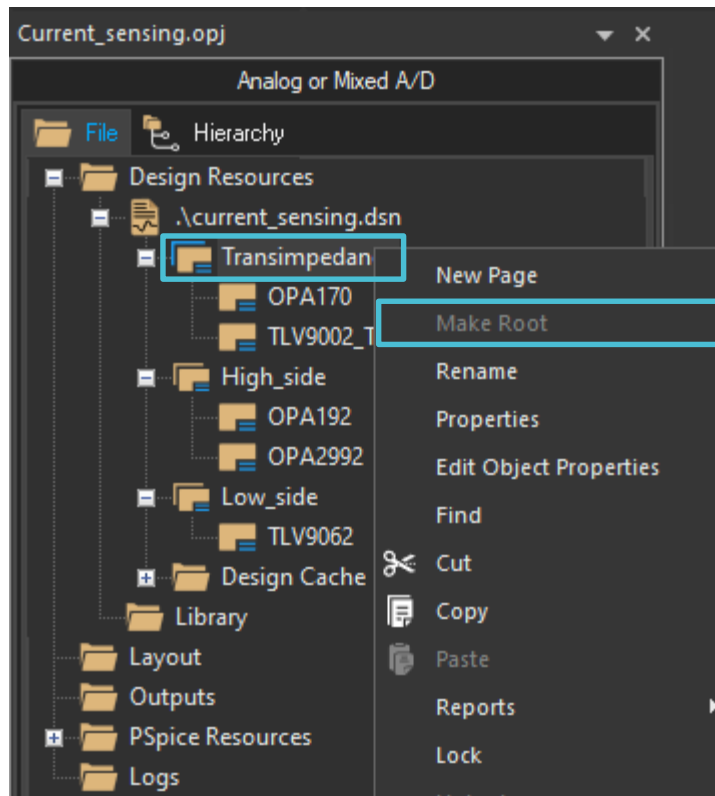 Current_sensing.opj
Analog or Mixed A/D
File Hierarchy
Design Resources
.\current_sensing.dsn
Transimpedan
OPA170
TLV9002_T
High_side
OPA192
OPA2992
Low_side
TLV9062
Design Cache
Library
Layout
Outputs
PSpice Resources
Logs
New Page
Make Root
Rename
Properties
Edit Object Properties
Find
Cut
Copy
Paste
Reports
Lock